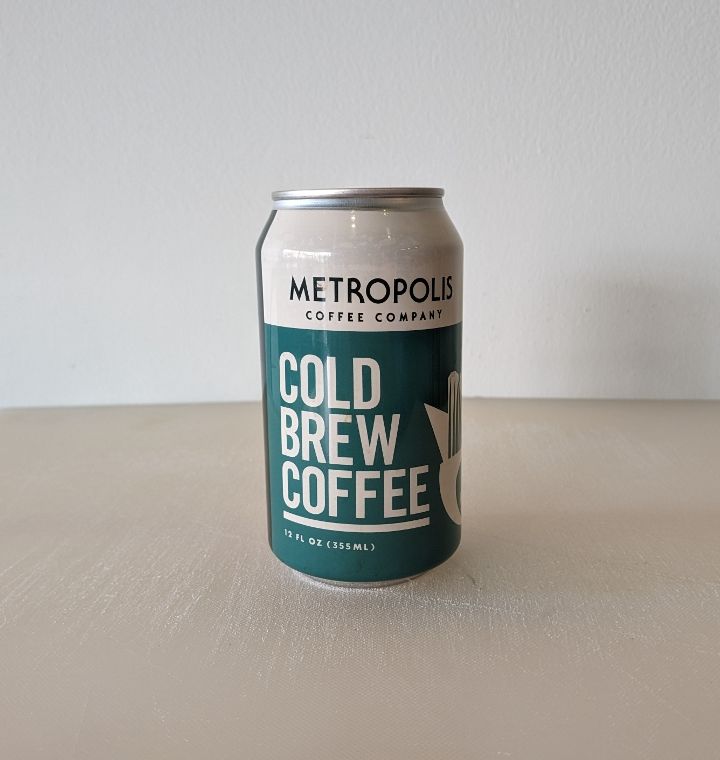 METROPOLIS
COFFEE COMPANY
COLD
BREW
COFFEE
12 FL OZ (355ML)